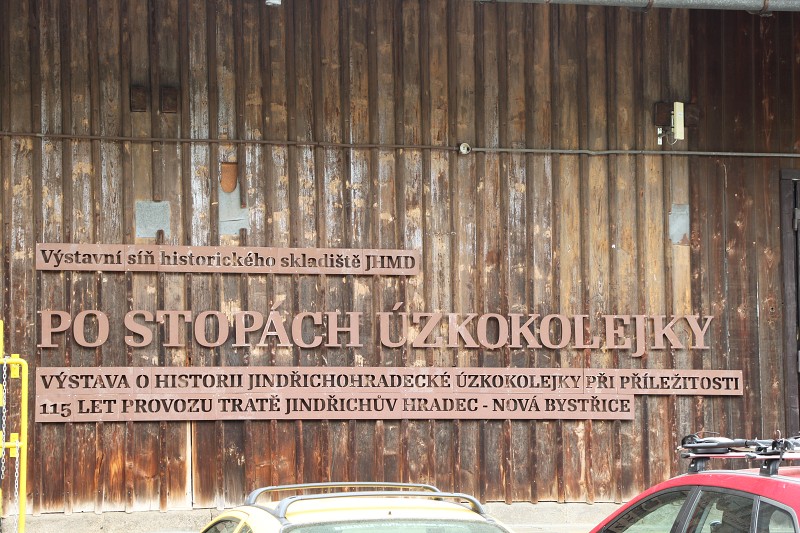 Výstavní síň historického skladiště JHMD
PO STOPÁCH ÚZKOKOLEJKY
VÝSTAVA O HISTORII JINDŘICHOHRADECKÉ ÚZKOKOLEJKY PŘI PŘÍLEŽITOSTI
115 LET PROVOZU TRATĚ JINDŘICHŮV HRADEC - NOVÁ BYSTŘICE